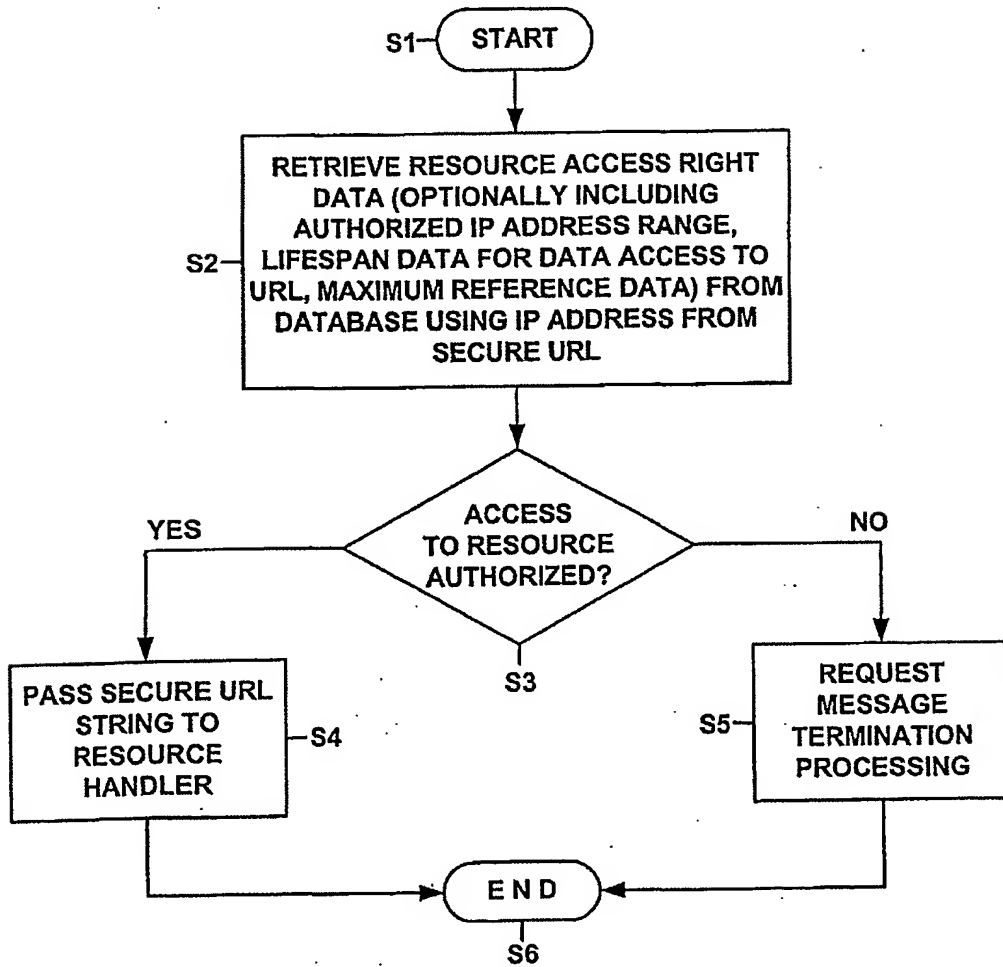 S1
START
RETRIEVE RESOURCE ACCESS RIGHT
DATA (OPTIONALLY INCLUDING
AUTHORIZED IP ADDRESS RANGE,
LIFESPAN DATA FOR DATA ACCESS TO
URL, MAXIMUM REFERENCE DATA) FROM
DATABASE USING IP ADDRESS FROM
SECURE URL
S2
ACCESS
TO RESOURCE
AUTHORIZED?
YES
NO
S3
PASS SECURE URL
STRING TO
RESOURCE
HANDLER
S4
S5
REQUEST
MESSAGE
TERMINATION
PROCESSING
E N D
S6